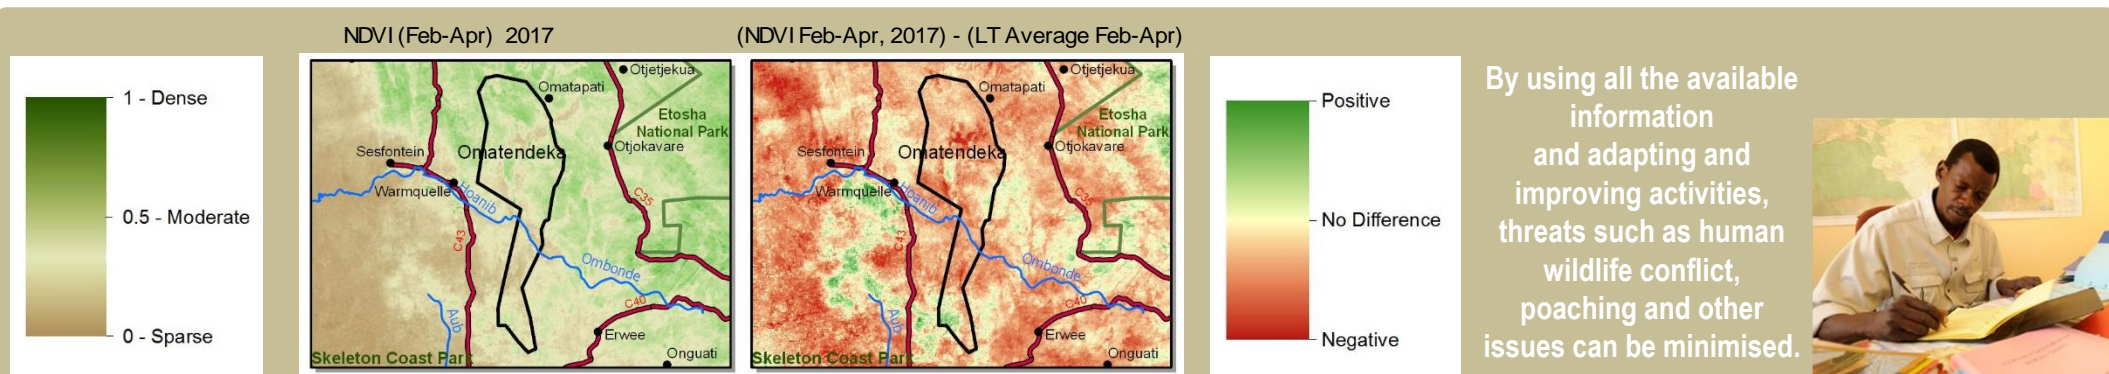 NDVI (Feb-Apr) 2017
1 - Dense
0.5 - Moderate
0 - Sparse
Otjetjekua
Omatapati
Etosha
National Park
Otjokavare
Sesfontein
Omatendeka
Warmquelle
Hoanib
C35
C43
Ombonde
C40
Aub
Erwee
Skeleton Coast Park
Onguati
(NDVI Feb-Apr, 2017) - (LT Average Feb-Apr)
Otjetjekua
Omatapati
Etosha
National Park
Otjokavare
Sesfontein
Omatendeka
Warmquelle
Hoanib
C35
C43
Ombonde
C40
Aub
Erwee
Skeleton Coast Park
Onguati
Positive
No Difference
Negative
By using all the available
information
and adapting and
improving activities,
threats such as human
wildlife conflict,
poaching and other
issues can be minimised.